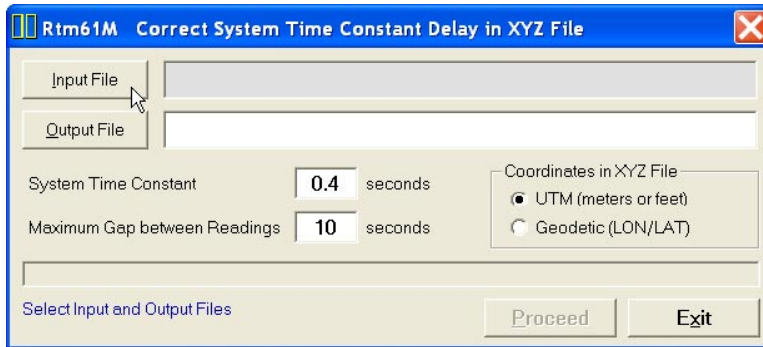 Rtm61M Correct System Time Constant Delay in XYZ File
Input File
Output File
System Time Constant 0.4 seconds
Maximum Gap between Readings 10 seconds
Coordinates in XYZ File
UTM (meters or feet)
Geodetic (LON/LAT)
Select Input and Output Files
Proceed
Exit